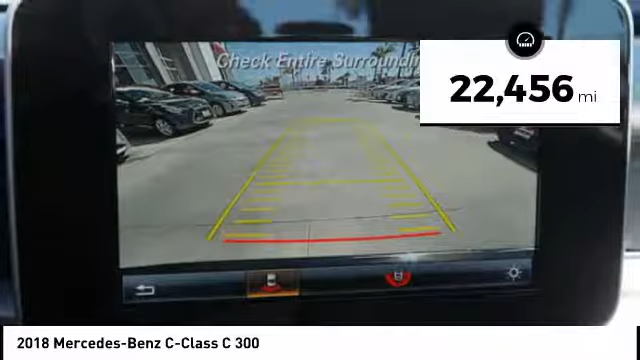 Check Entire Surroundi
22,456 mi
2018 Mercedes-Benz C-Class C 300